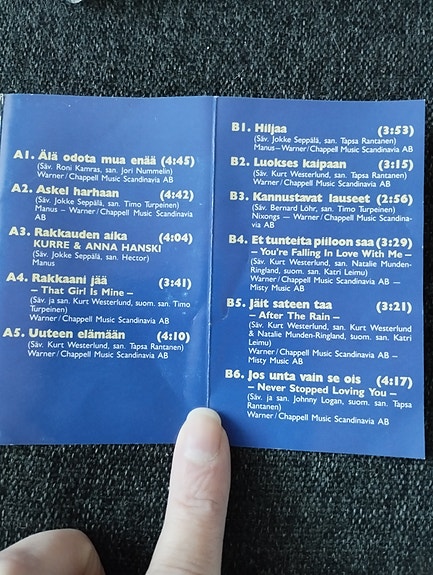 A1. Älä odota mua enää (4:45)
(Säv. Roni Kamras, san. Jori Nummelin)
Warner/Chappell Music Scandinavia AB
A2. Askel harhaan (4:42)
(Säv. Jokke Seppälä, san. Timo Turpeinen)
Manus – Warner/Chappell Music Scandinavia
AB
A3. Rakkauden aika (4:04)
KURRE & ANNA HANSKI
(Säv. Jokke Seppälä, san. Hector)
Manus
A4. Rakkaani jää (3:41)
– That Girl Is Mine –
(Säv. ja san. Kurt Westerlund, suom. san. Timo
Turpeinen)
Warner/Chappell Music Scandinavia AB
A5. Uuteen elämään (4:10)
(Säv. Kurt Westerlund, san. Tapsa Rantanen)
Warner/Chappell Music Scandinavia AB
B1. Hiljaa (3:53)
(Säv. Jokke Seppälä, san. Tapsa Rantanen)
Manus – Warner/Chappell Music Scandinavia AB
B2. Luokses kaipaan (3:15)
(Säv. Kurt Westerlund, san. Tapsa Rantanen)
Warner/Chappell Music Scandinavia AB
B3. Kannustavat lauseet (2:56)
(Säv. Bernard Löhr, san. Timo Turpeinen)
Nixongs — Warner/Chappell Music Scandina-
via AB
B4. Et tunteita piiloon saa (3:29)
– You're Falling In Love With Me –
(Säv. Kurt Westerlund, san. Natalie Munden-
Ringland, suom. san Katri Leimu)
Warner/Chappell Music Scandinavia AB —
Misty Music AB
B5. Jäit sateen taa (3:21)
– After The Rain –
(Säv. Kurt Westerlund, san. Kurt Westerlund
& Natalie Munden-Ringland, suom. san. Katri
Leimu)
Warner/Chappell Music Scandinavia AB —
Misty Music AB
B6. Jos unta vain se ois (4:17)
– Never Stopped Loving You –
(Säv. ja san. Johnny Logan, suom. san. Tapsa
Rantanen)
Warner/Chappell Music Scandinavia AB